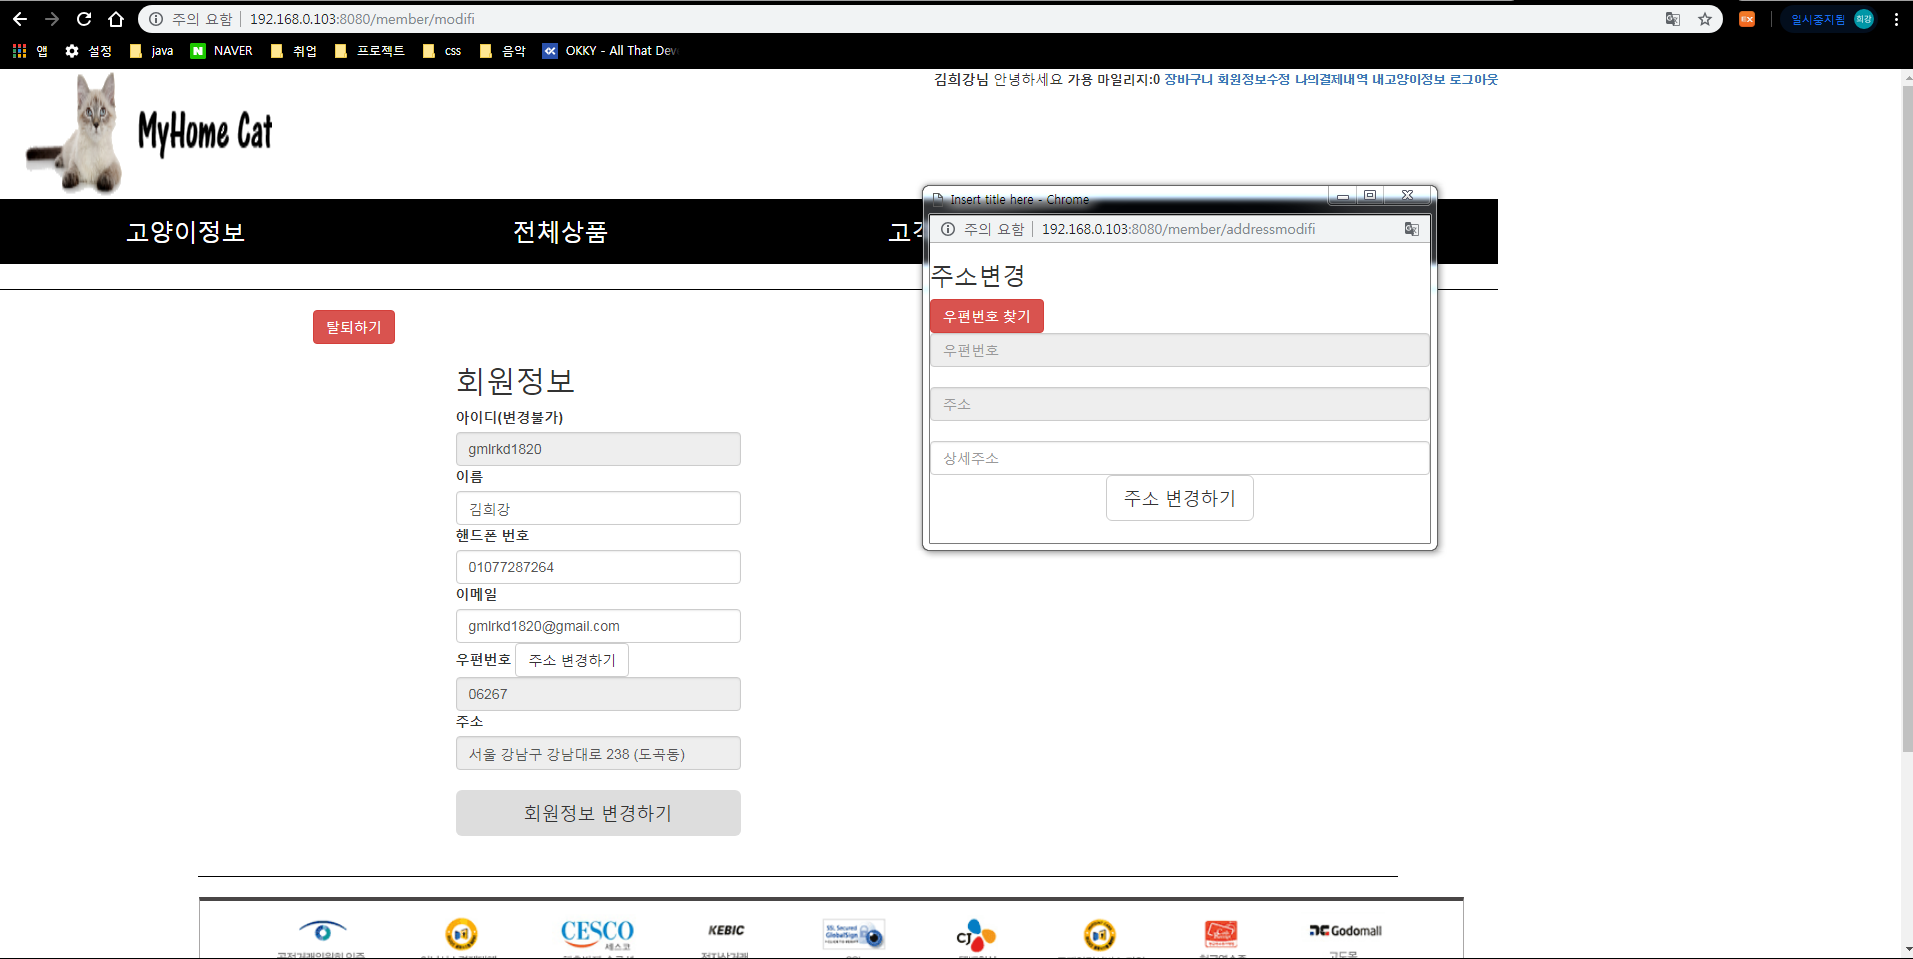 주의 요함 192.168.0.103:8080/member/modifi
일시중지됨 희강
앱 설정 java NAVER 취업 프로젝트 css 음악 OKKY - All That Dev
김희강님 안녕하세요 가용 마일리지:0 장바구니 회원정보수정 나의결제내역 내고양이정보 로그아웃
MyHome Cat
고양이정보 전체상품
Insert title here - Chrome
주의 요함 192.168.0.103:8080/member/addressmodifi
주소변경
우편번호 찾기
우편번호
주소
상세주소
주소 변경하기
탈퇴하기
회원정보
아이디(변경불가)
gmlrkd1820
이름
김희강
핸드폰 번호
01077287264
이메일
gmlrkd1820@gmail.com
우편번호 주소 변경하기
06267
주소
서울 강남구 강남대로 238 (도곡동)
회원정보 변경하기
CESCO
세스코
KEBIC
SSL Secured
GlobalSign
CJ
Godomall